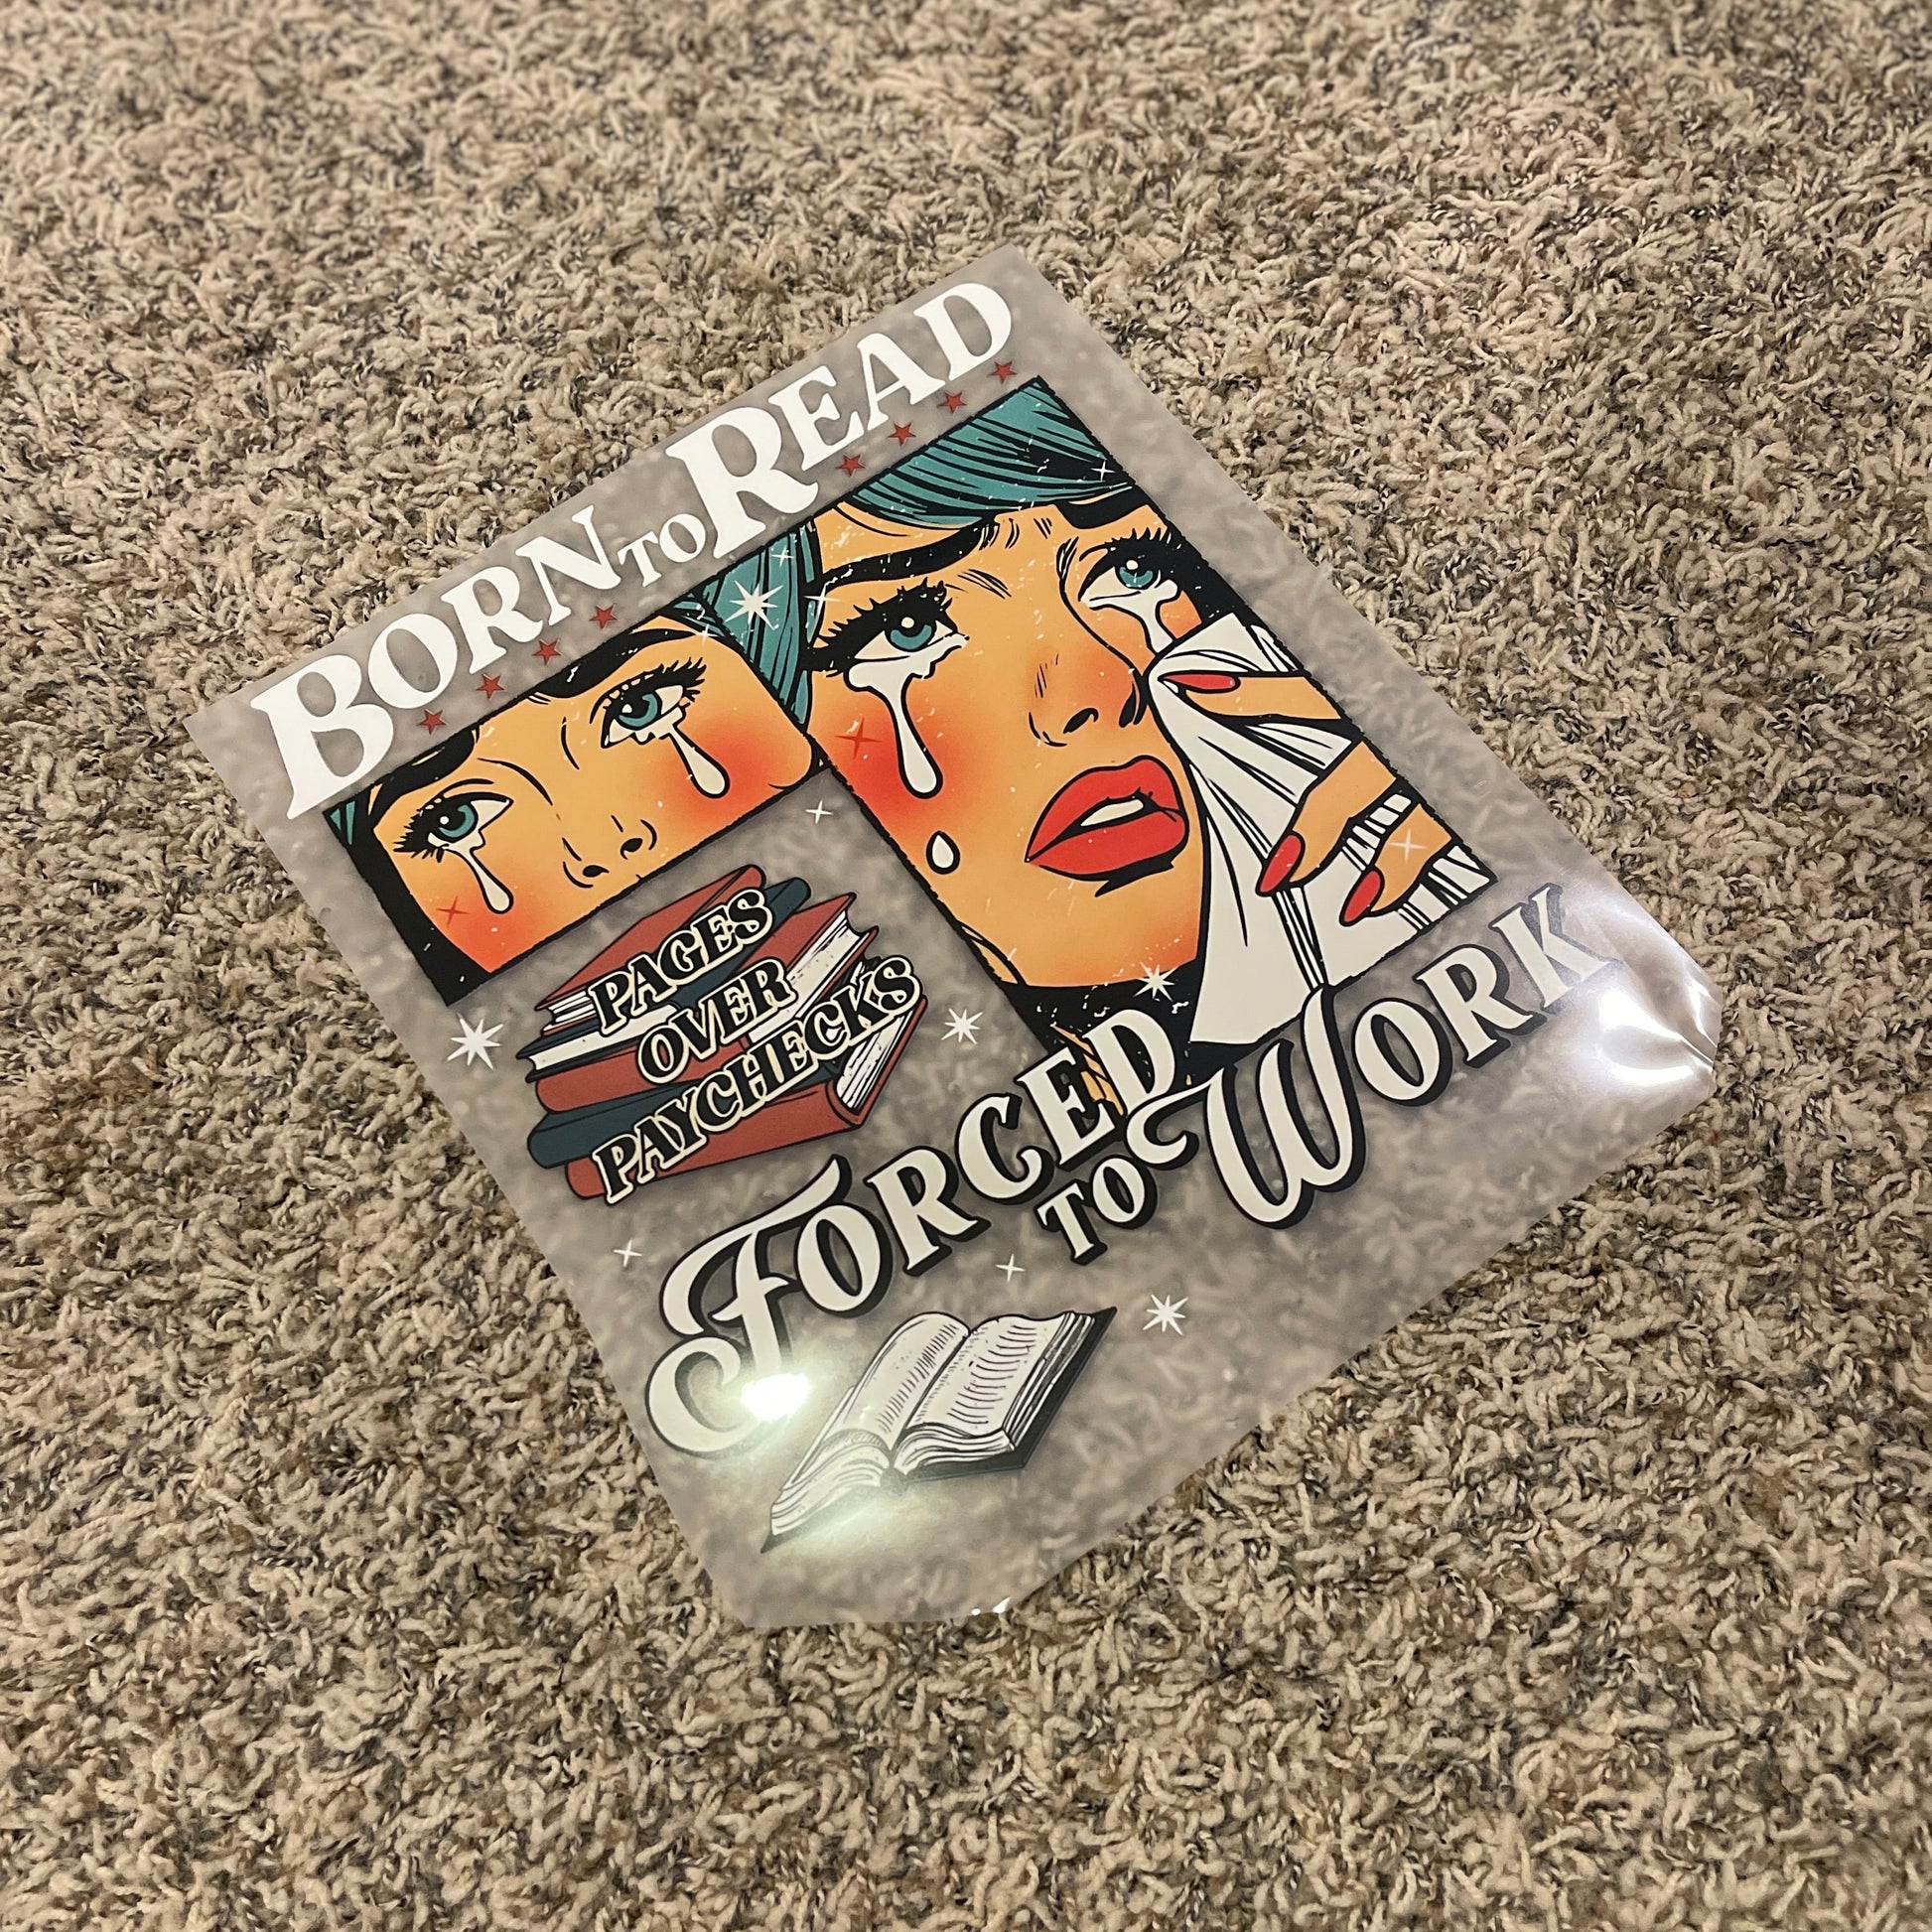 BORN TO READ
PAGES
OVER
PAYCHECKS
FORCED
TO WORK